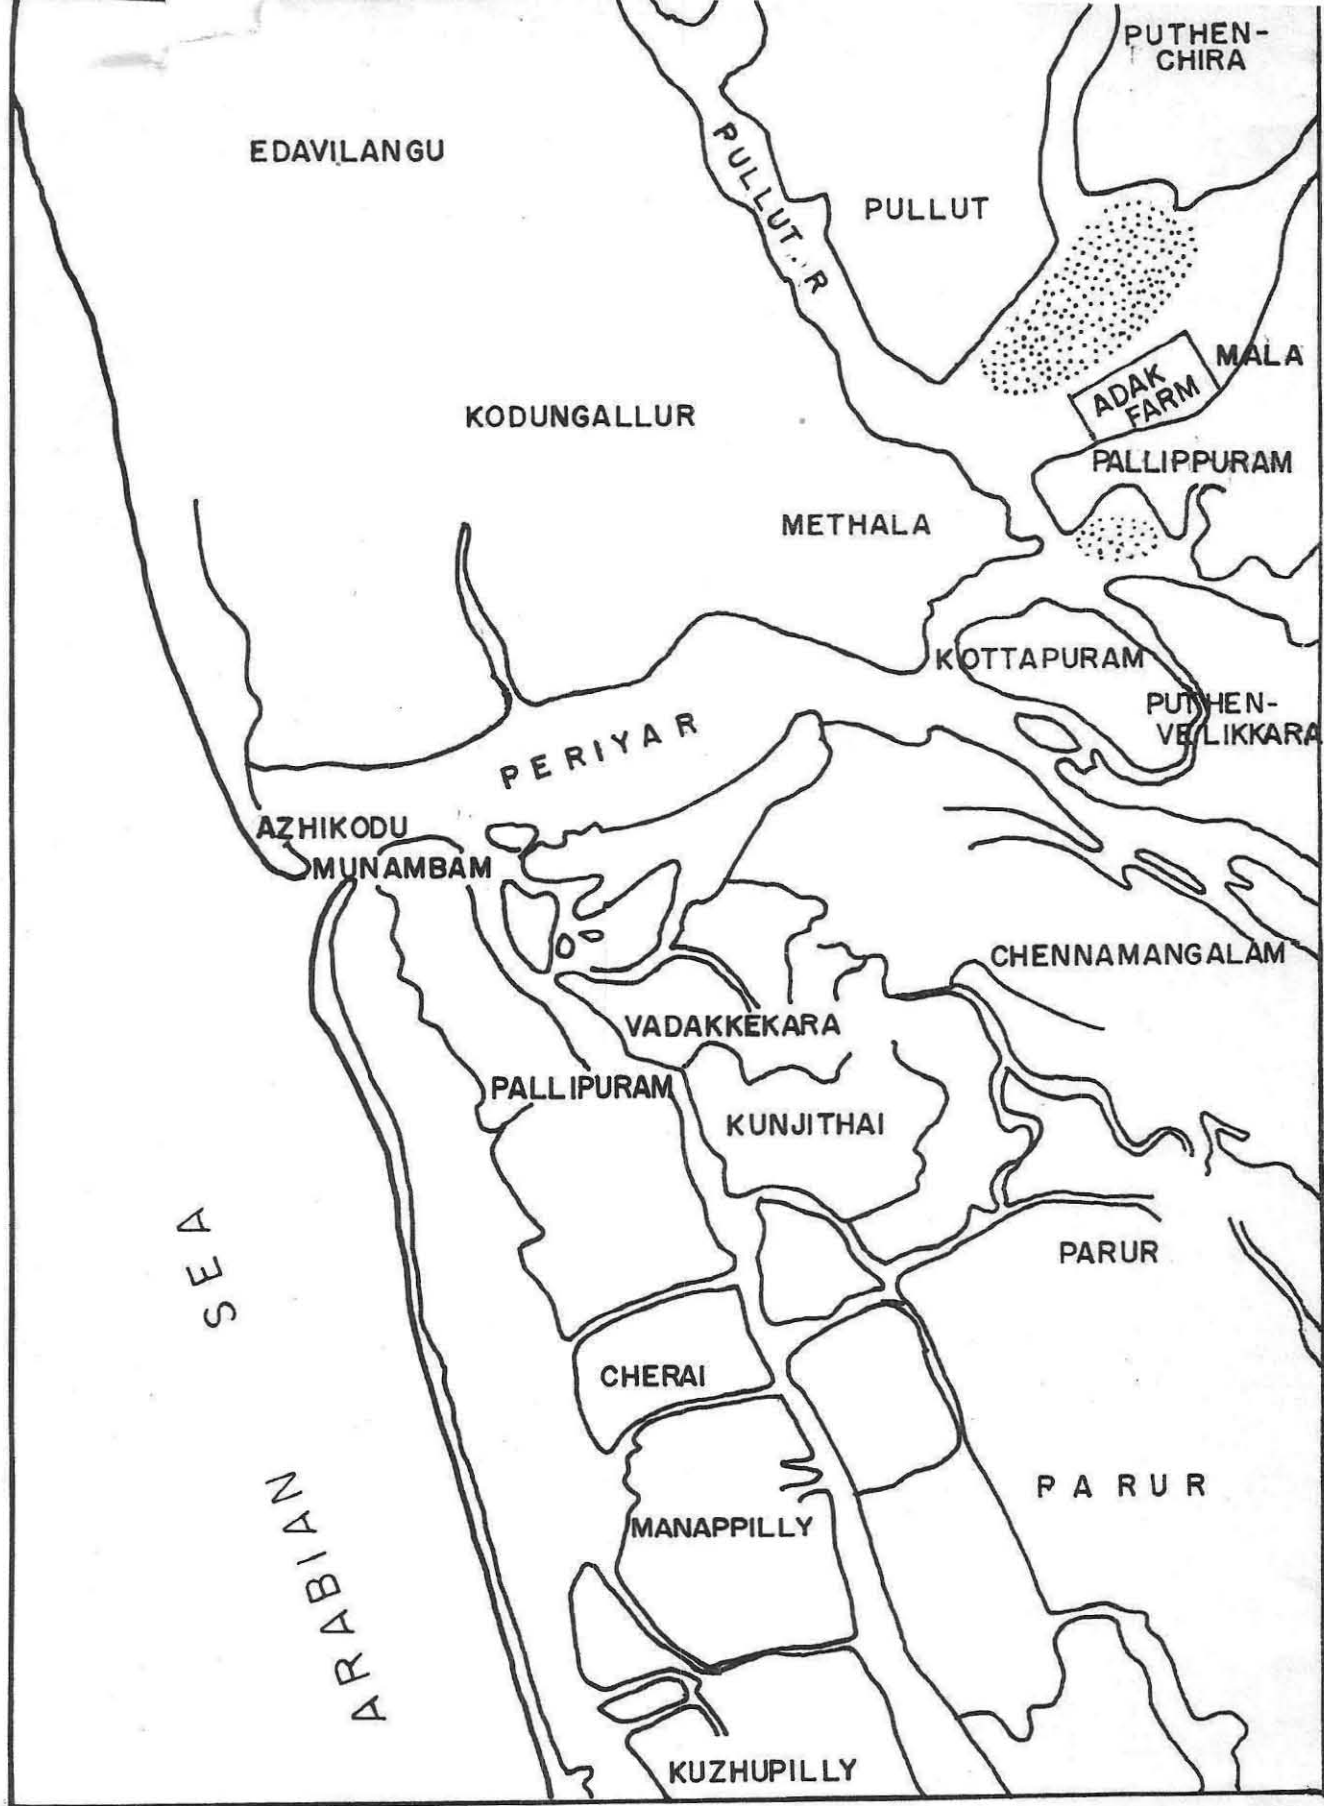 PUTHEN-
CHIRA
EDAVILANGU
PULLUT
PULLUT. R
MALA
ADAK
FARM
KODUNGALLUR
PALLIPPURAM
METHALA
KOTTAPURAM
PUTHEN-
VELIKKARA
PERIYAR
AZHIKODU
MUNAMBAM
CHENNAMANGALAM
VADAKKEKARA
PALLIPURAM
KUNJITHAI
PARUR
CHERAI
PARUR
MANAPPILLY
ARABIAN SEA
KUZHUPILLY